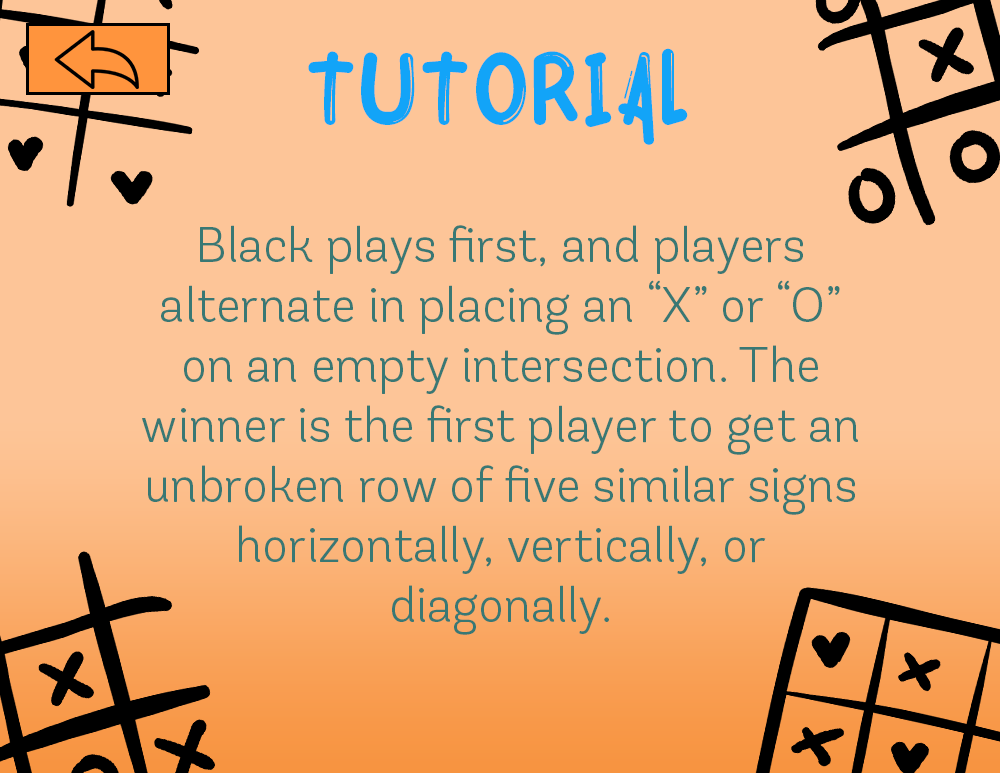 TUTORIAL
Black plays first, and players
alternate in placing an “X” or “O”
on an empty intersection. The
winner is the first player to get an
unbroken row of five similar signs
horizontally, vertically, or
diagonally.